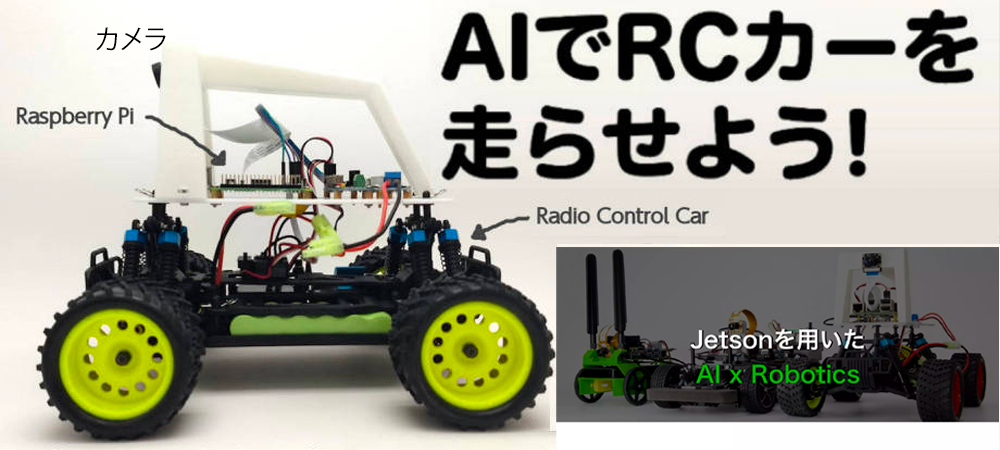 カメラ
AIでRCカーを
走らせよう!
Raspberry Pi
Radio Control Car
Jetsonを用いた
AI x Robotics